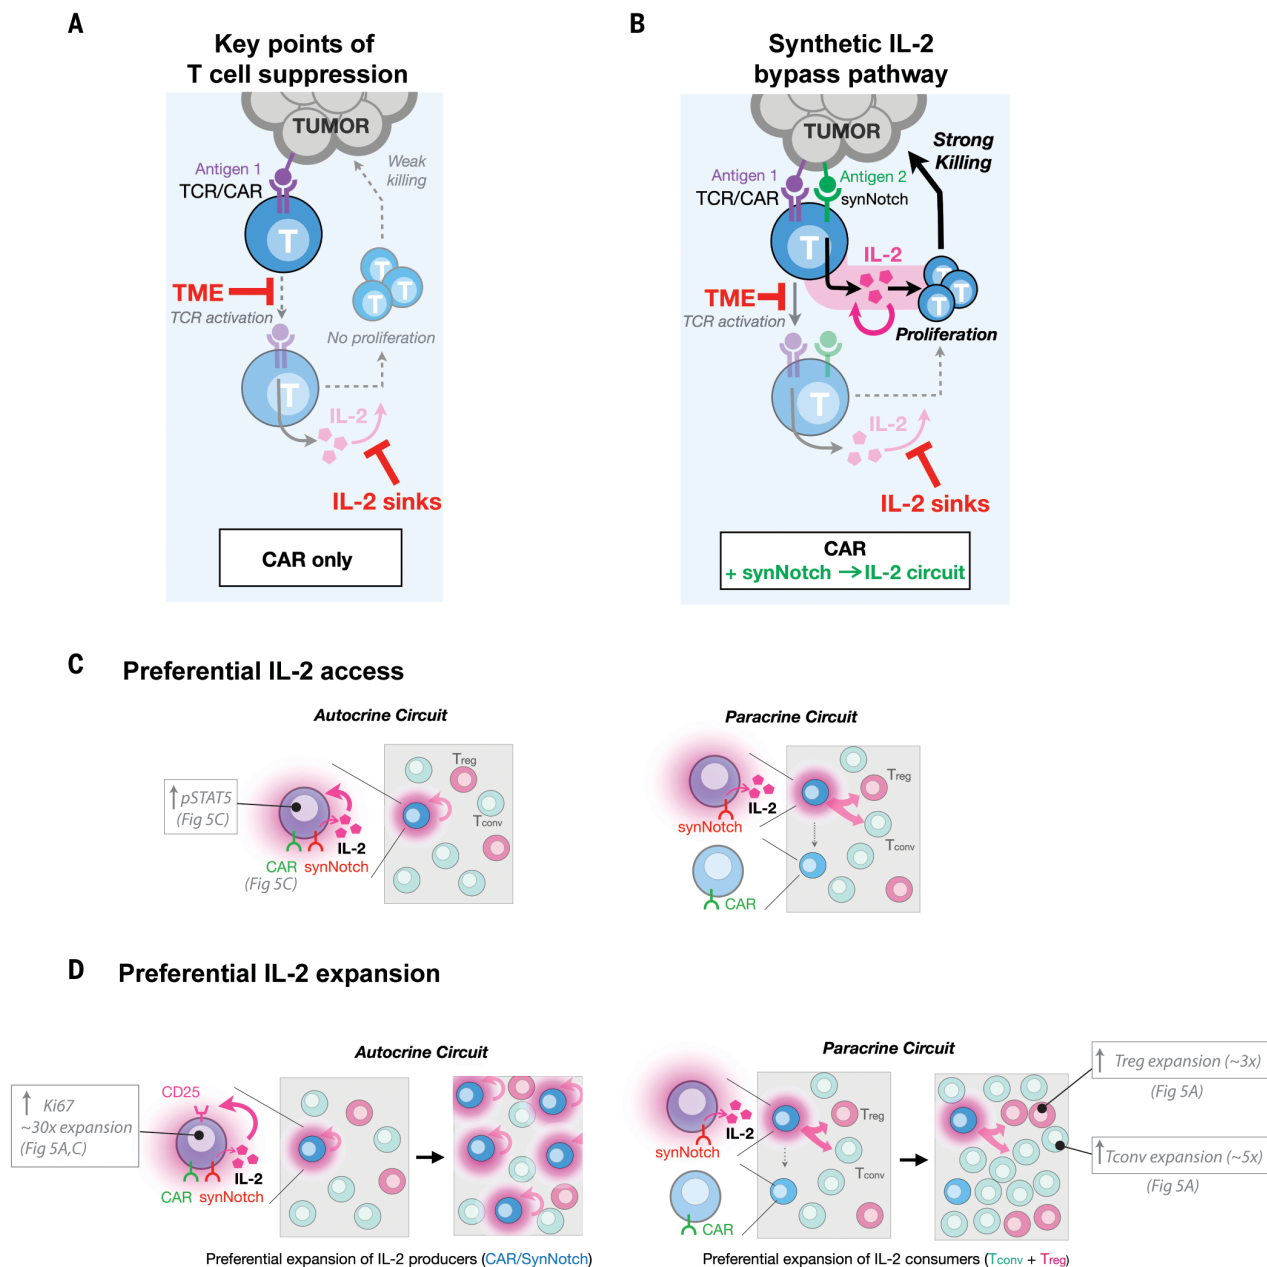 A
Key points of
T cell suppression
TUMOR
Antigen 1
TCR/CAR
Weak
killing
T
T
T
T
TME
TCR activation
No proliferation
T
IL-2
IL-2 sinks
CAR only
B
Synthetic IL-2
bypass pathway
TUMOR
Strong
Killing
Antigen 1
Antigen 2
TCR/CAR
synNotch
T
IL-2
T
T
T
TME
TCR activation
Proliferation
T
IL-2
IL-2 sinks
CAR
+ synNotch → IL-2 circuit
C
Preferential IL-2 access
Autocrine Circuit
↑ pSTAT5
(Fig 5C)
IL-2
CAR synNotch
(Fig 5C)
Treg
Tconv
Paracrine Circuit
IL-2
synNotch
CAR
Treg
Tconv
D
Preferential IL-2 expansion
Autocrine Circuit
↑ Ki67
~30x expansion
(Fig 5A,C)
CD25
IL-2
CAR synNotch
Preferential expansion of IL-2 producers (CAR/SynNotch)
Paracrine Circuit
IL-2
synNotch
CAR
Treg
Tconv
↑ Treg expansion (~3x)
(Fig 5A)
↑ Tconv expansion (~5x)
(Fig 5A)
Preferential expansion of IL-2 consumers (Tconv + Treg)